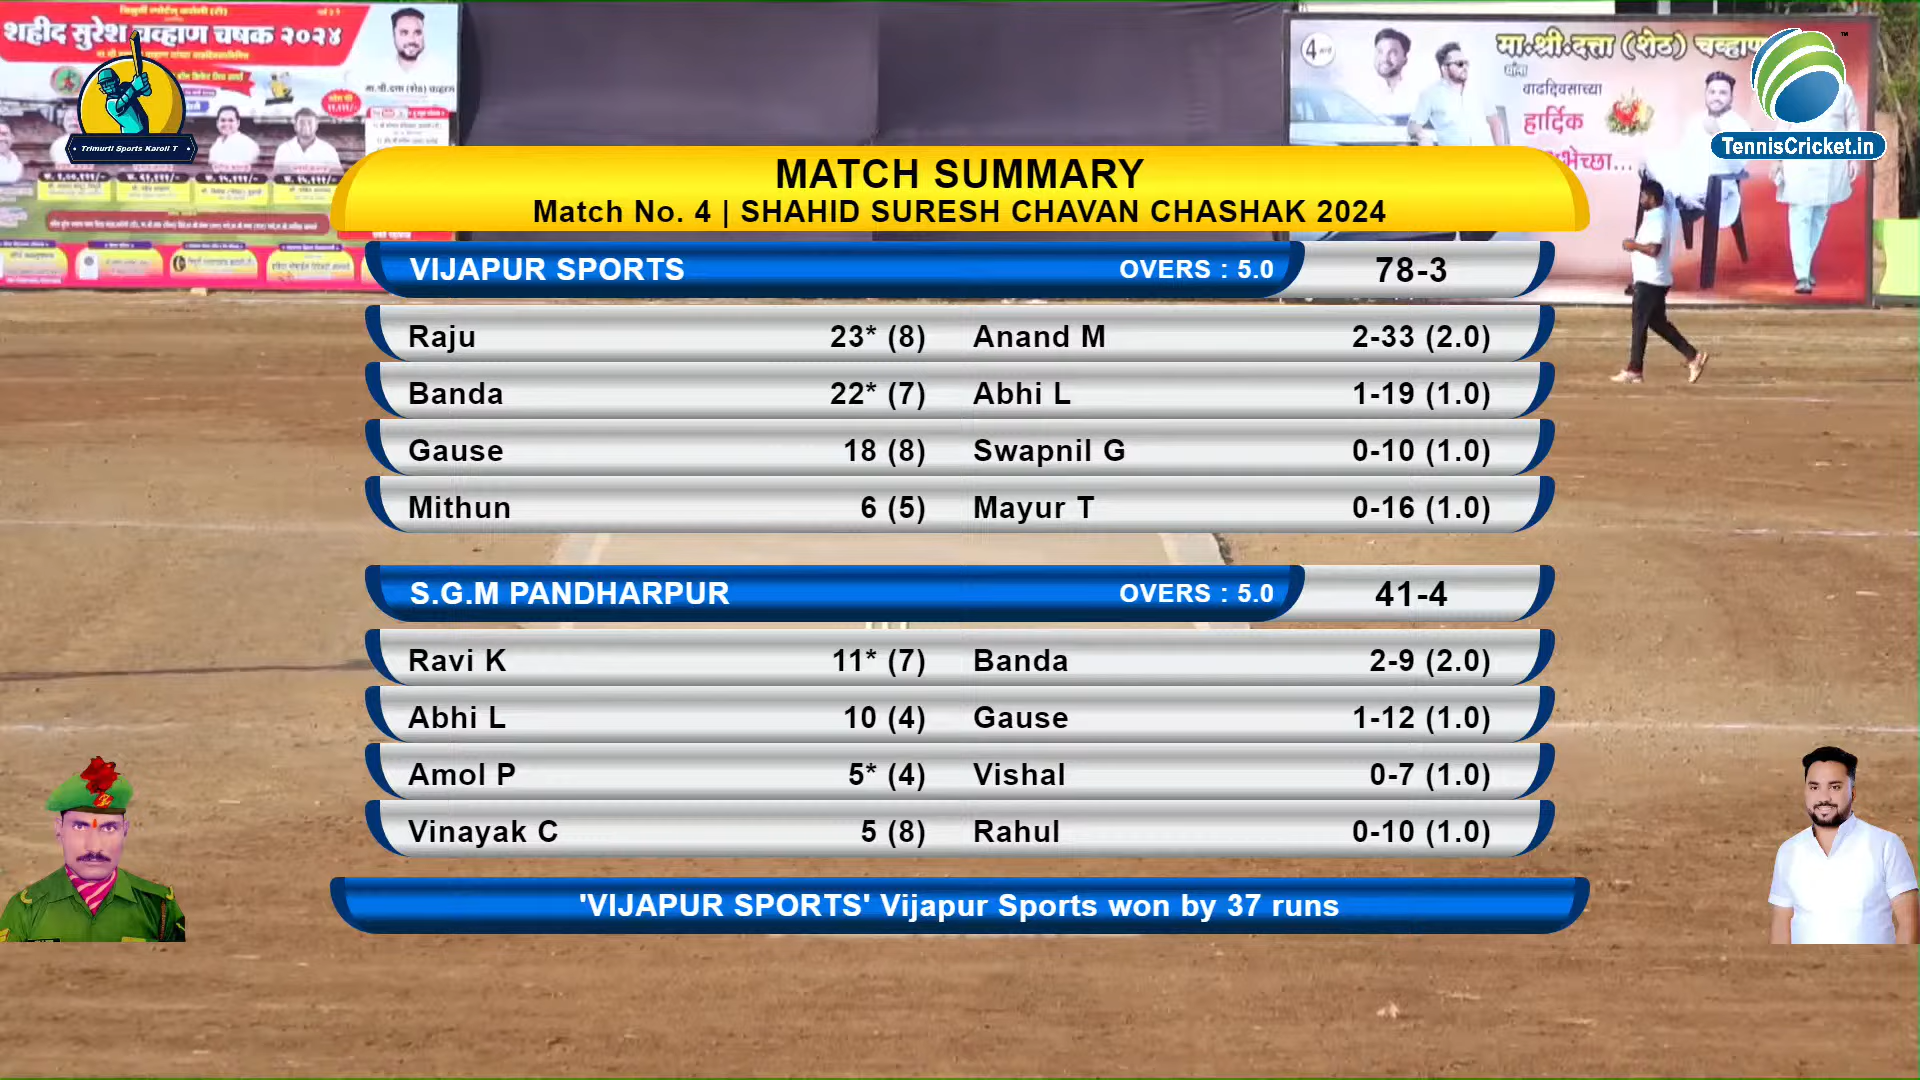 शहीद सुरेश चव्हाण चषक २०२४
मा.श्री.दत्ता (शेठ) चव्हाण
Trimurti Sports Karoli T
4
मा.श्री.दत्ता (शेठ) चव्हाण
यांना
वाढदिवसाच्या
हार्दिक
TennisCricket.in
MATCH SUMMARY
Match No. 4 | SHAHID SURESH CHAVAN CHASHAK 2024
VIJAPUR SPORTS OVERS : 5.0 78-3
Raju 23* (8) Anand M 2-33 (2.0)
Banda 22* (7) Abhi L 1-19 (1.0)
Gause 18 (8) Swapnil G 0-10 (1.0)
Mithun 6 (5) Mayur T 0-16 (1.0)
S.G.M PANDHARPUR OVERS : 5.0 41-4
Ravi K 11* (7) Banda 2-9 (2.0)
Abhi L 10 (4) Gause 1-12 (1.0)
Amol P 5* (4) Vishal 0-7 (1.0)
Vinayak C 5 (8) Rahul 0-10 (1.0)
'VIJAPUR SPORTS' Vijapur Sports won by 37 runs